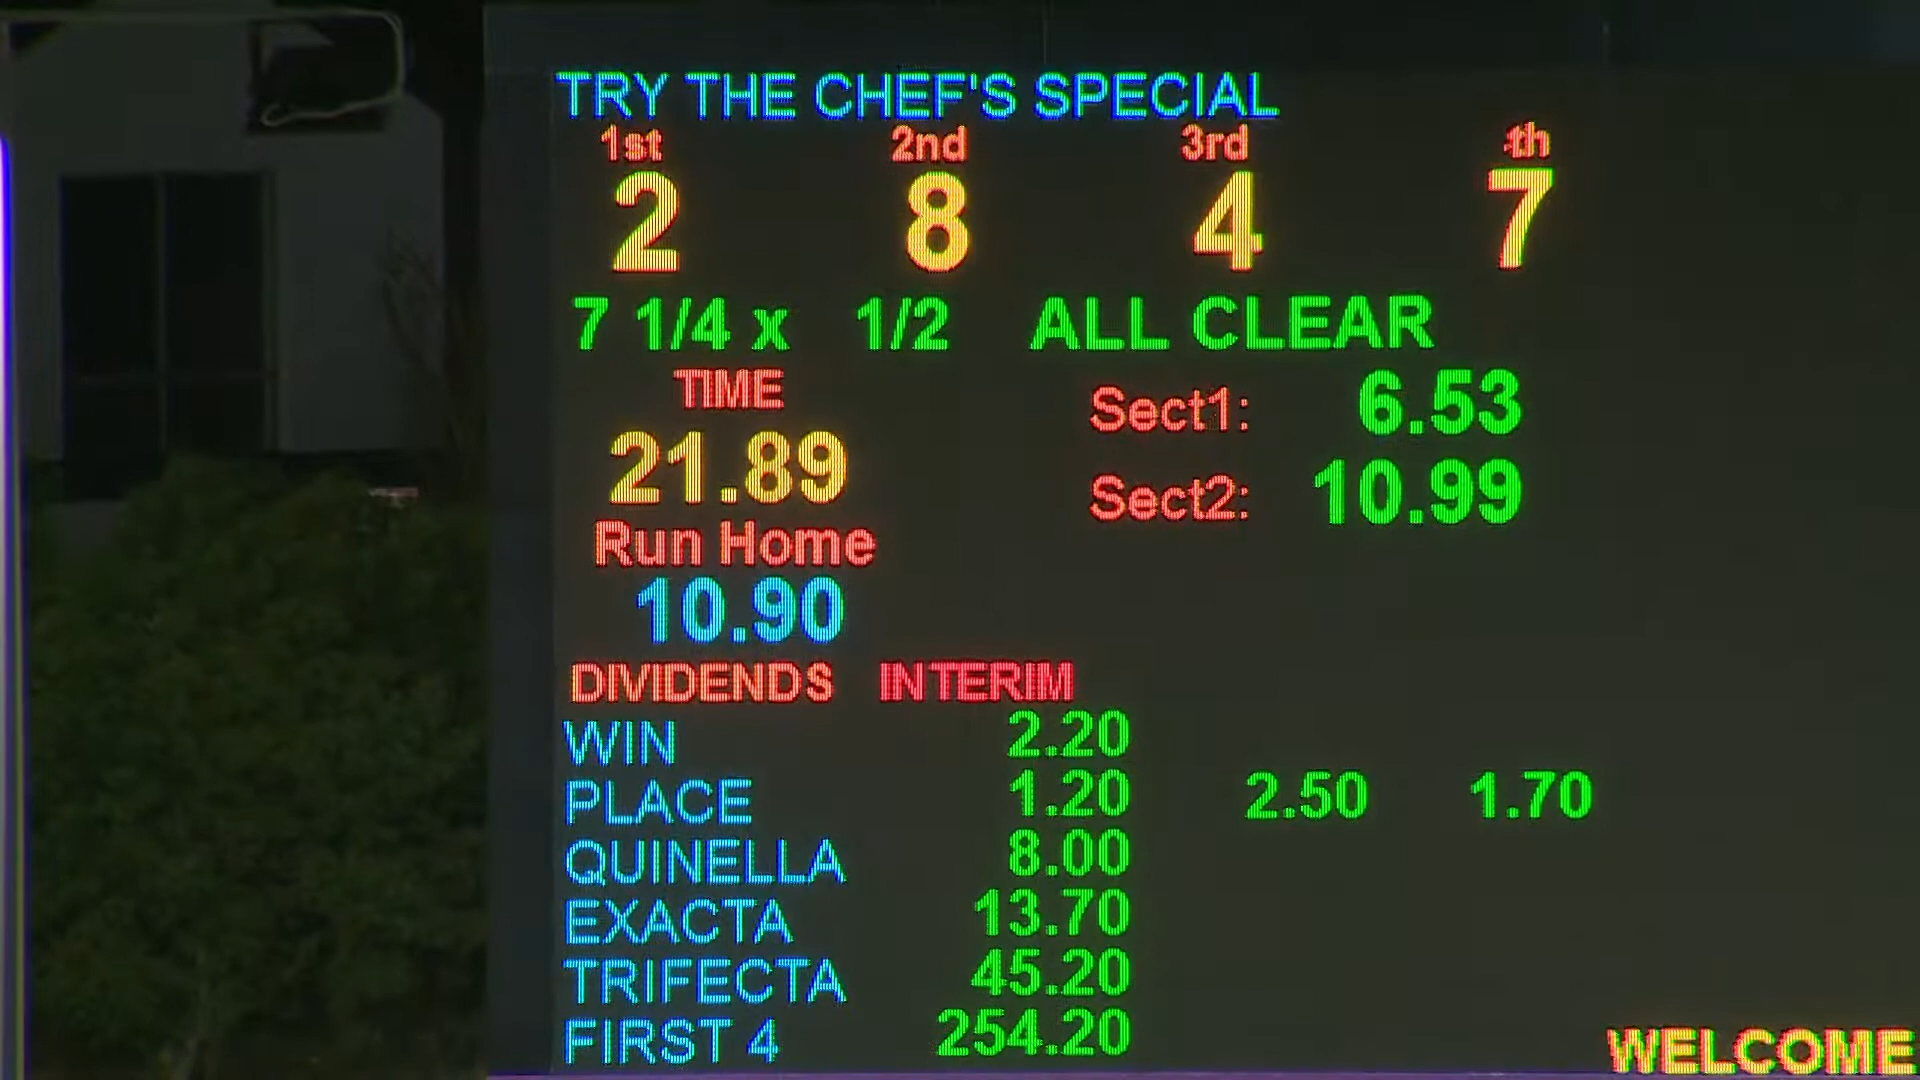 TRY THE CHEF'S SPECIAL
1st 2nd 3rd th
2 8 4 7
7 1/4 x 1/2 ALL CLEAR
TIME Sect1: 6.53
21.89 Sect2: 10.99
Run Home
10.90
DIVIDENDS INTERIM
WIN 2.20
PLACE 1.20 2.50 1.70
QUINELLA 8.00
EXACTA 13.70
TRIFECTA 45.20
FIRST 4 254.20
WELCOME